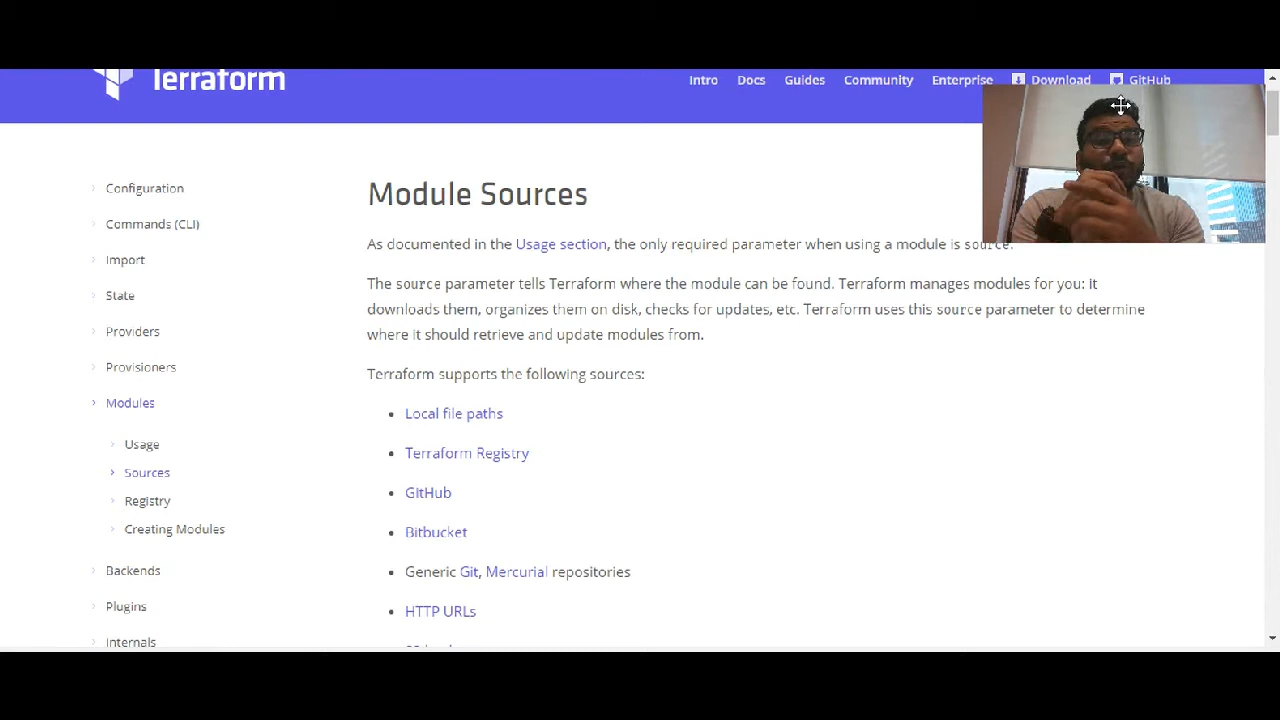 Terraform
Intro Docs Guides Community Enterprise Download GitHub
Configuration
Commands (CLI)
Import
State
Providers
Provisioners
Modules
Usage
Sources
Registry
Creating Modules
Backends
Plugins
Internals
Module Sources
As documented in the Usage section, the only required parameter when using a module is source.
The source parameter tells Terraform where the module can be found. Terraform manages modules for you: it
downloads them, organizes them on disk, checks for updates, etc. Terraform uses this source parameter to determine
where it should retrieve and update modules from.
Terraform supports the following sources:
Local file paths
Terraform Registry
GitHub
Bitbucket
Generic Git, Mercurial repositories
HTTP URLs